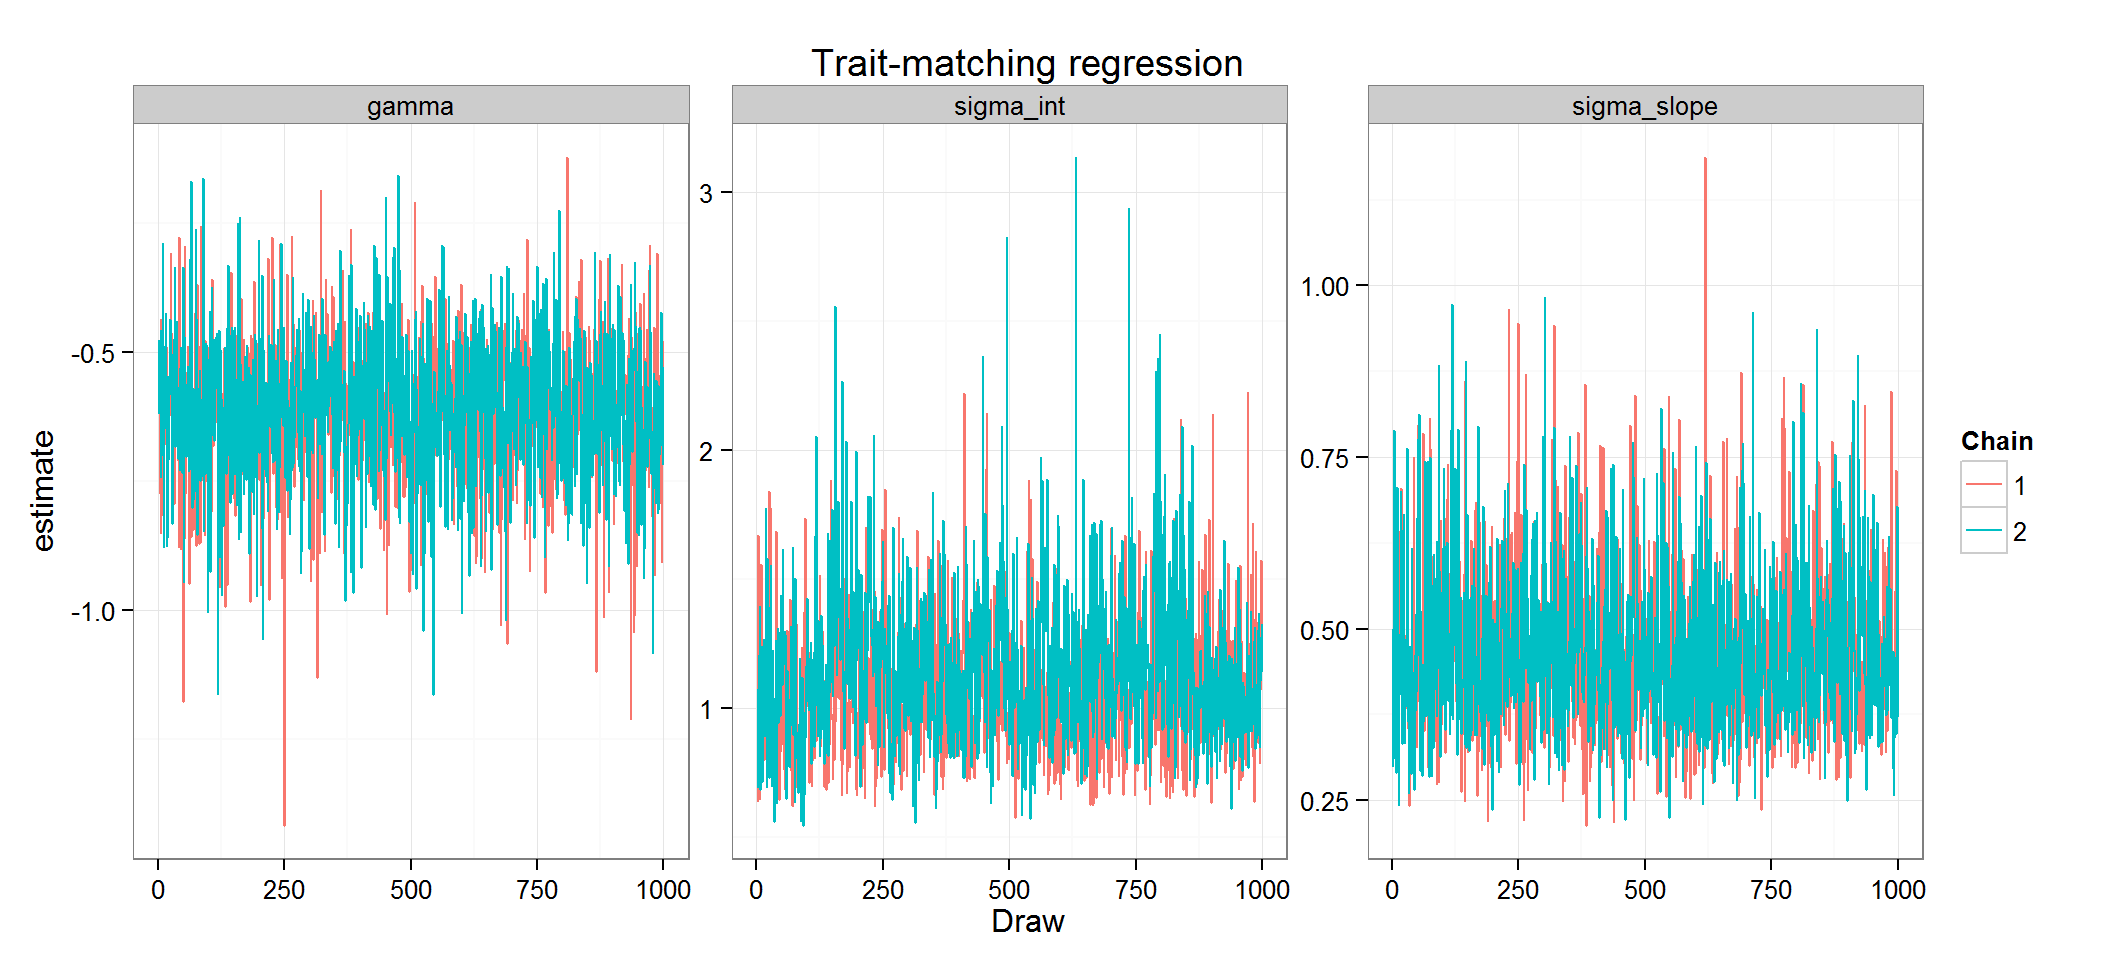 Trait-matching regression
gamma
sigma_int
sigma_slope
estimate
-0.5
-1.0
3
2
1
1.00
0.75
0.50
0.25
0 250 500 750 1000
0 250 500 750 1000
0 250 500 750 1000
Draw
Chain
1
2